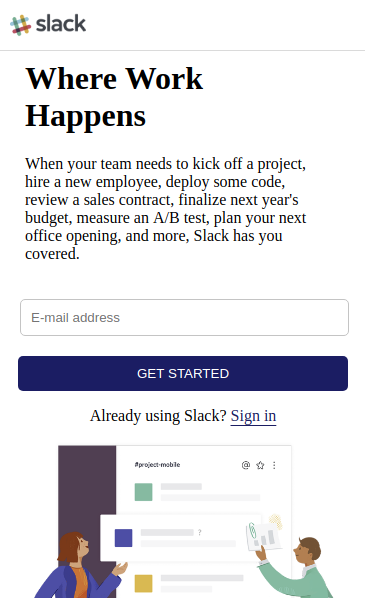 slack
Where Work
Happens
When your team needs to kick off a project,
hire a new employee, deploy some code,
review a sales contract, finalize next year's
budget, measure an A/B test, plan your next
office opening, and more, Slack has you
covered.
E-mail address
GET STARTED
Already using Slack? Sign in
#project-mobile
?